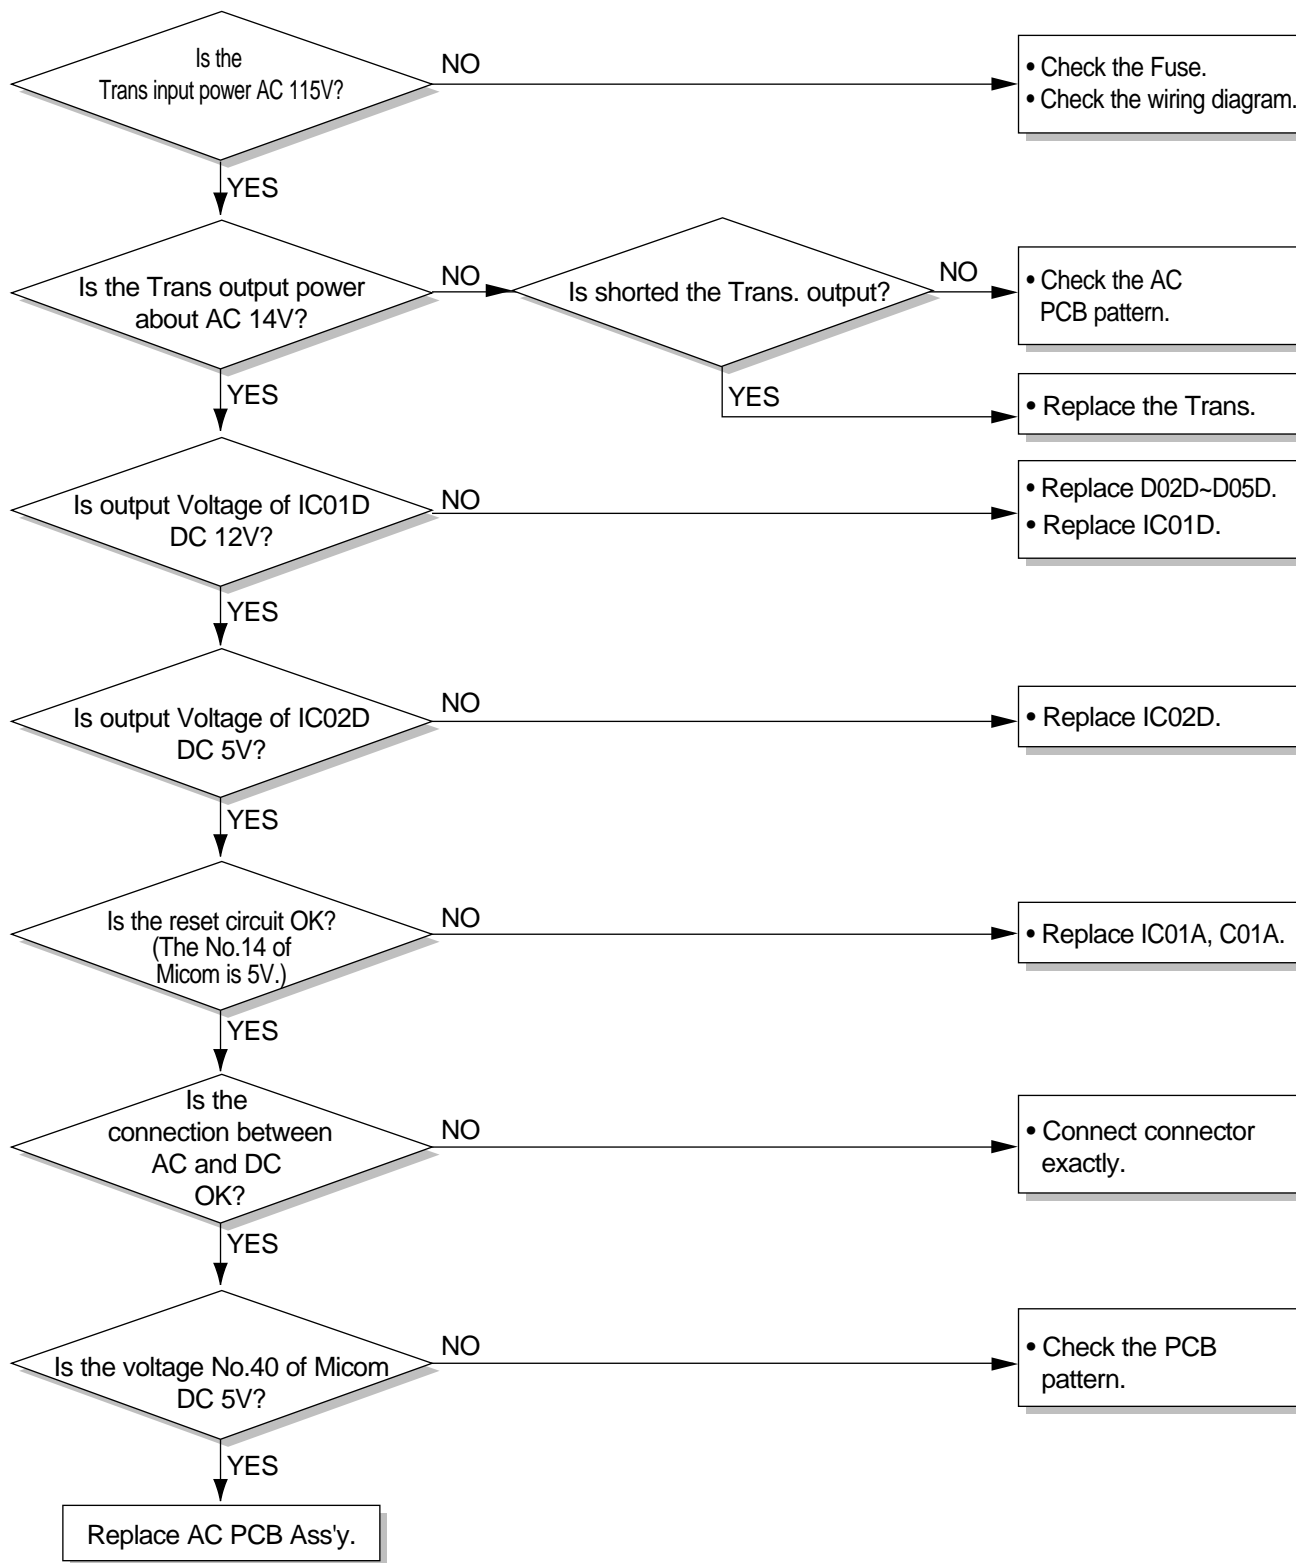 Is the
Trans input power AC 115V?
NO
• Check the Fuse.
• Check the wiring diagram.
YES
Is the Trans output power
about AC 14V?
NO
Is shorted the Trans. output?
NO
• Check the AC
PCB pattern.
YES
• Replace the Trans.
YES
Is output Voltage of IC01D
DC 12V?
NO
• Replace D02D~D05D.
• Replace IC01D.
YES
Is output Voltage of IC02D
DC 5V?
NO
• Replace IC02D.
YES
Is the reset circuit OK?
(The No.14 of
Micom is 5V.)
NO
• Replace IC01A, C01A.
YES
Is the
connection between
AC and DC
OK?
NO
• Connect connector
exactly.
YES
Is the voltage No.40 of Micom
DC 5V?
NO
• Check the PCB
pattern.
YES
Replace AC PCB Ass'y.